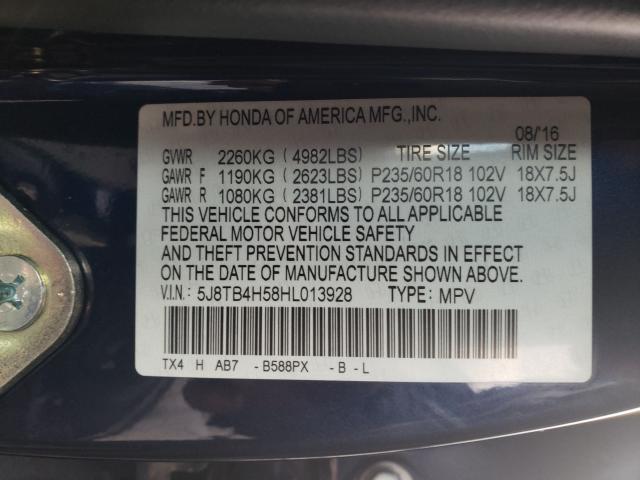 MFD.BY HONDA OF AMERICA MFG.,INC.
08/'16
GVWR 2260KG (4982LBS) TIRE SIZE RIM SIZE
GAWR F 1190KG (2623LBS) P235/60R18 102V 18X7.5J
GAWR R 1080KG (2381LBS) P235/60R18 102V 18X7.5J
THIS VEHICLE CONFORMS TO ALL APPLICABLE
FEDERAL MOTOR VEHICLE SAFETY
AND THEFT PREVENTION STANDARDS IN EFFECT
ON THE DATE OF MANUFACTURE SHOWN ABOVE.
V.I.N.: 5J8TB4H58HL013928 TYPE: MPV
TX4 H AB7 - B588PX - B - L